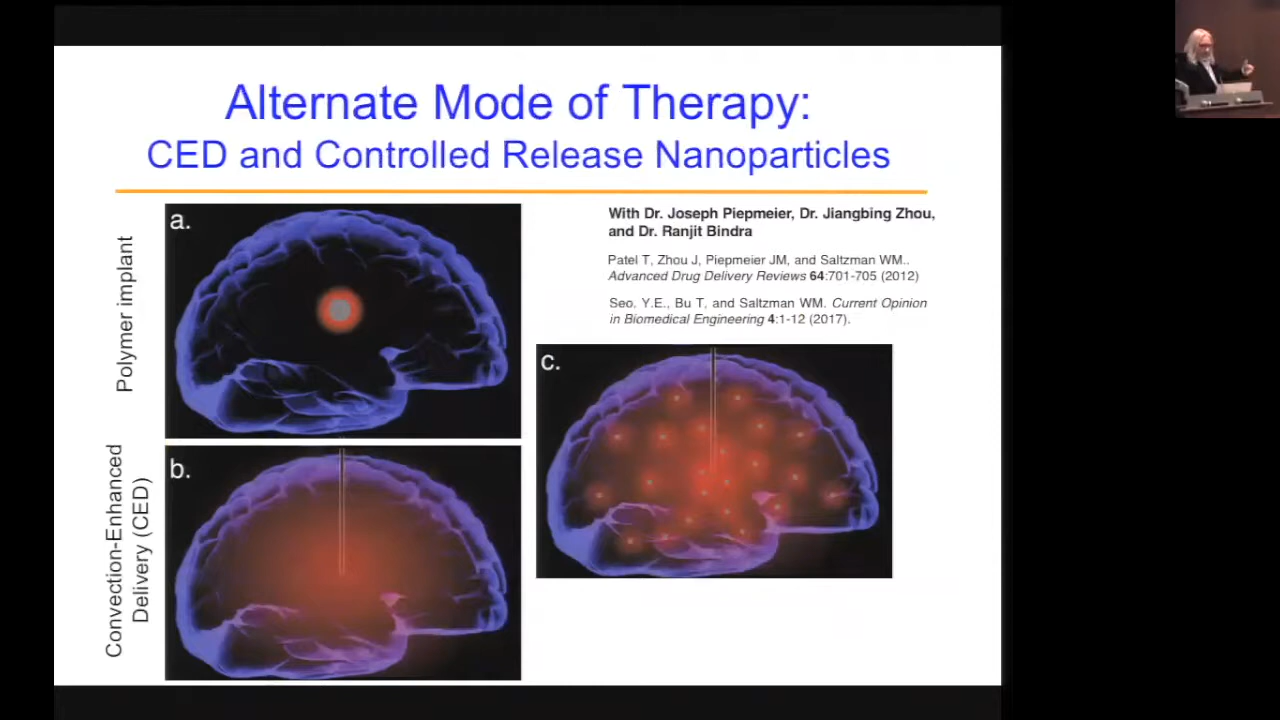 Alternate Mode of Therapy:
CED and Controlled Release Nanoparticles
Polymer implant
a.
With Dr. Joseph Piepmeier, Dr. Jiangbing Zhou,
and Dr. Ranjit Bindra
Patel T, Zhou J, Piepmeier JM, and Saltzman WM..
Advanced Drug Delivery Reviews 64:701-705 (2012)
Seo. Y.E., Bu T, and Saltzman WM. Current Opinion
in Biomedical Engineering 4:1-12 (2017).
Convection-Enhanced
Delivery (CED)
b.
c.